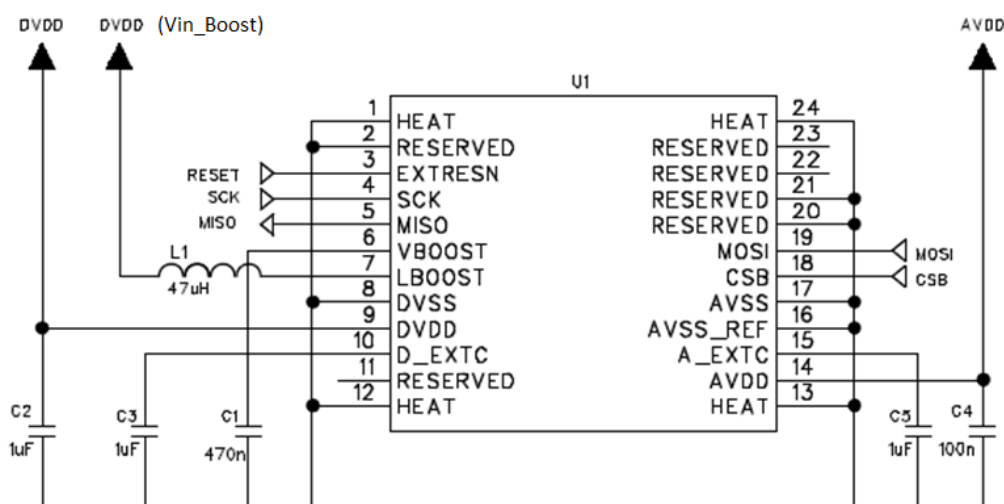 DVDD
DVDD (Vin_Boost)
AVDD
U1
1 HEAT
2 RESERVED
3 EXTRESN
4 SCK
5 MISO
6 VBOOST
7 LBOOST
8 DVSS
9 DVDD
10 D_EXTC
11 RESERVED
12 HEAT
24 HEAT
23 RESERVED
22 RESERVED
21 RESERVED
20 RESERVED
19 MOSI
18 CSB
17 AVSS
16 AVSS_REF
15 A_EXTC
14 AVDD
13 HEAT
RESET
SCK
MISO
L1
47uH
MOSI
CSB
C2
1uF
C3
1uF
C1
470n
C5
1uF
C4
100n